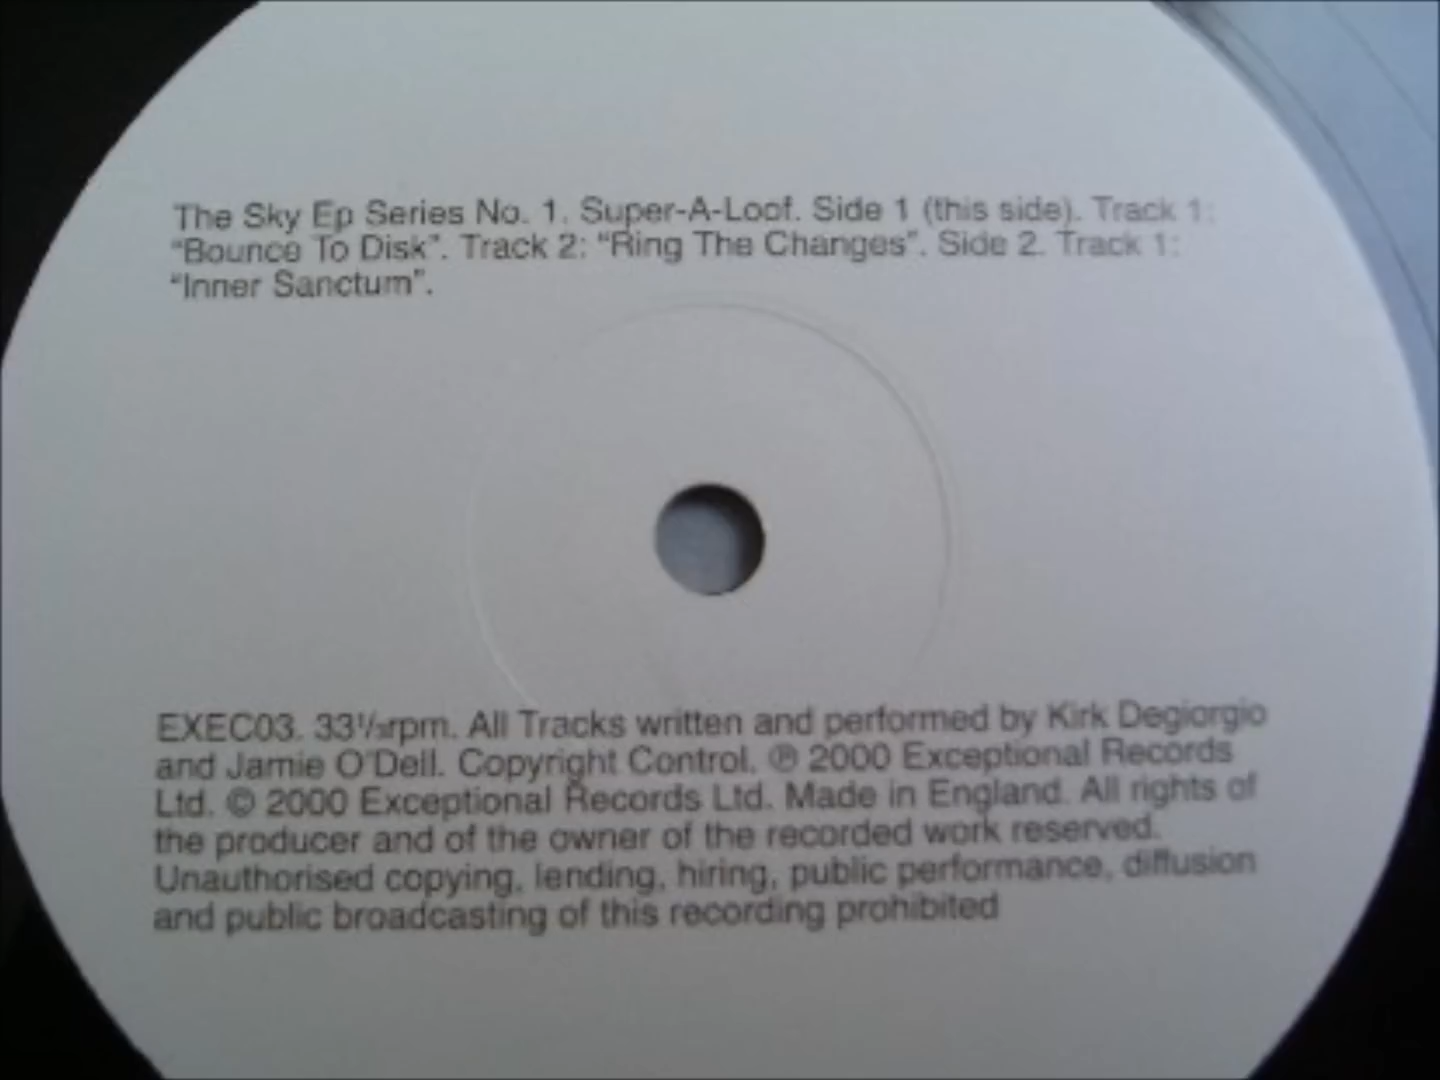 The Sky Ep Series No. 1. Super-A-Loof. Side 1 (this side). Track 1:
“Bounce To Disk”. Track 2: “Ring The Changes”. Side 2. Track 1:
“Inner Sanctum”.
EXEC03. 33⅓rpm. All Tracks written and performed by Kirk Degiorgio
and Jamie O'Dell. Copyright Control. ℗ 2000 Exceptional Records
Ltd. © 2000 Exceptional Records Ltd. Made in England. All rights of
the producer and of the owner of the recorded work reserved.
Unauthorised copying, lending, hiring, public performance, diffusion
and public broadcasting of this recording prohibited